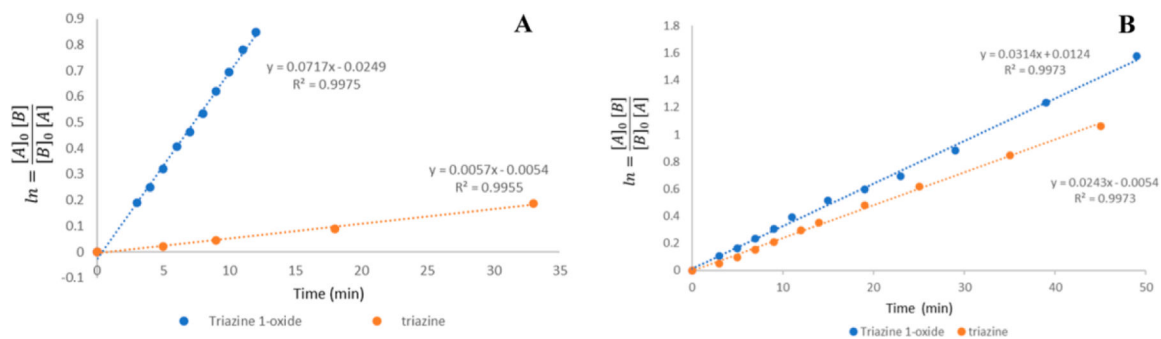 A
0.9
0.8
0.7
0.6
0.5
0.4
0.3
0.2
0.1
0
-0.1
ln = [A]₀ [B] / [B]₀ [A]
y = 0.0717x - 0.0249
R² = 0.9975
y = 0.0057x - 0.0054
R² = 0.9955
0 5 10 15 20 25 30 35
Time (min)
Triazine 1-oxide triazine
B
1.8
1.6
1.4
1.2
1
0.8
0.6
0.4
0.2
0
ln = [A]₀ [B] / [B]₀ [A]
y = 0.0314x + 0.0124
R² = 0.9973
y = 0.0243x - 0.0054
R² = 0.9973
0 10 20 30 40 50
Time (min)
Triazine 1-oxide triazine